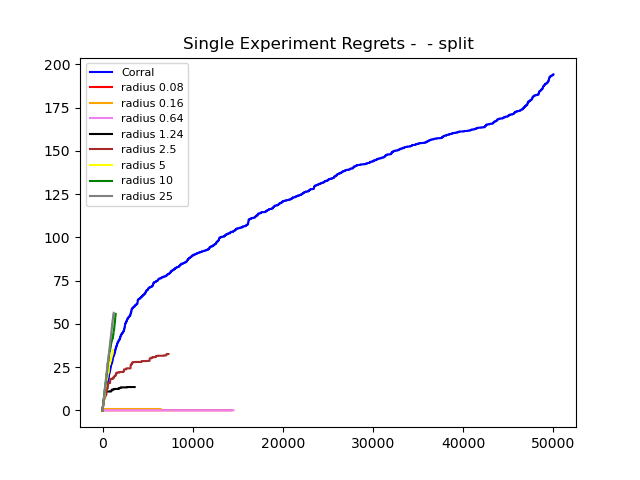 Single Experiment Regrets -  - split
200
175
150
125
100
75
50
25
0
Corral
radius 0.08
radius 0.16
radius 0.64
radius 1.24
radius 2.5
radius 5
radius 10
radius 25
0 10000 20000 30000 40000 50000